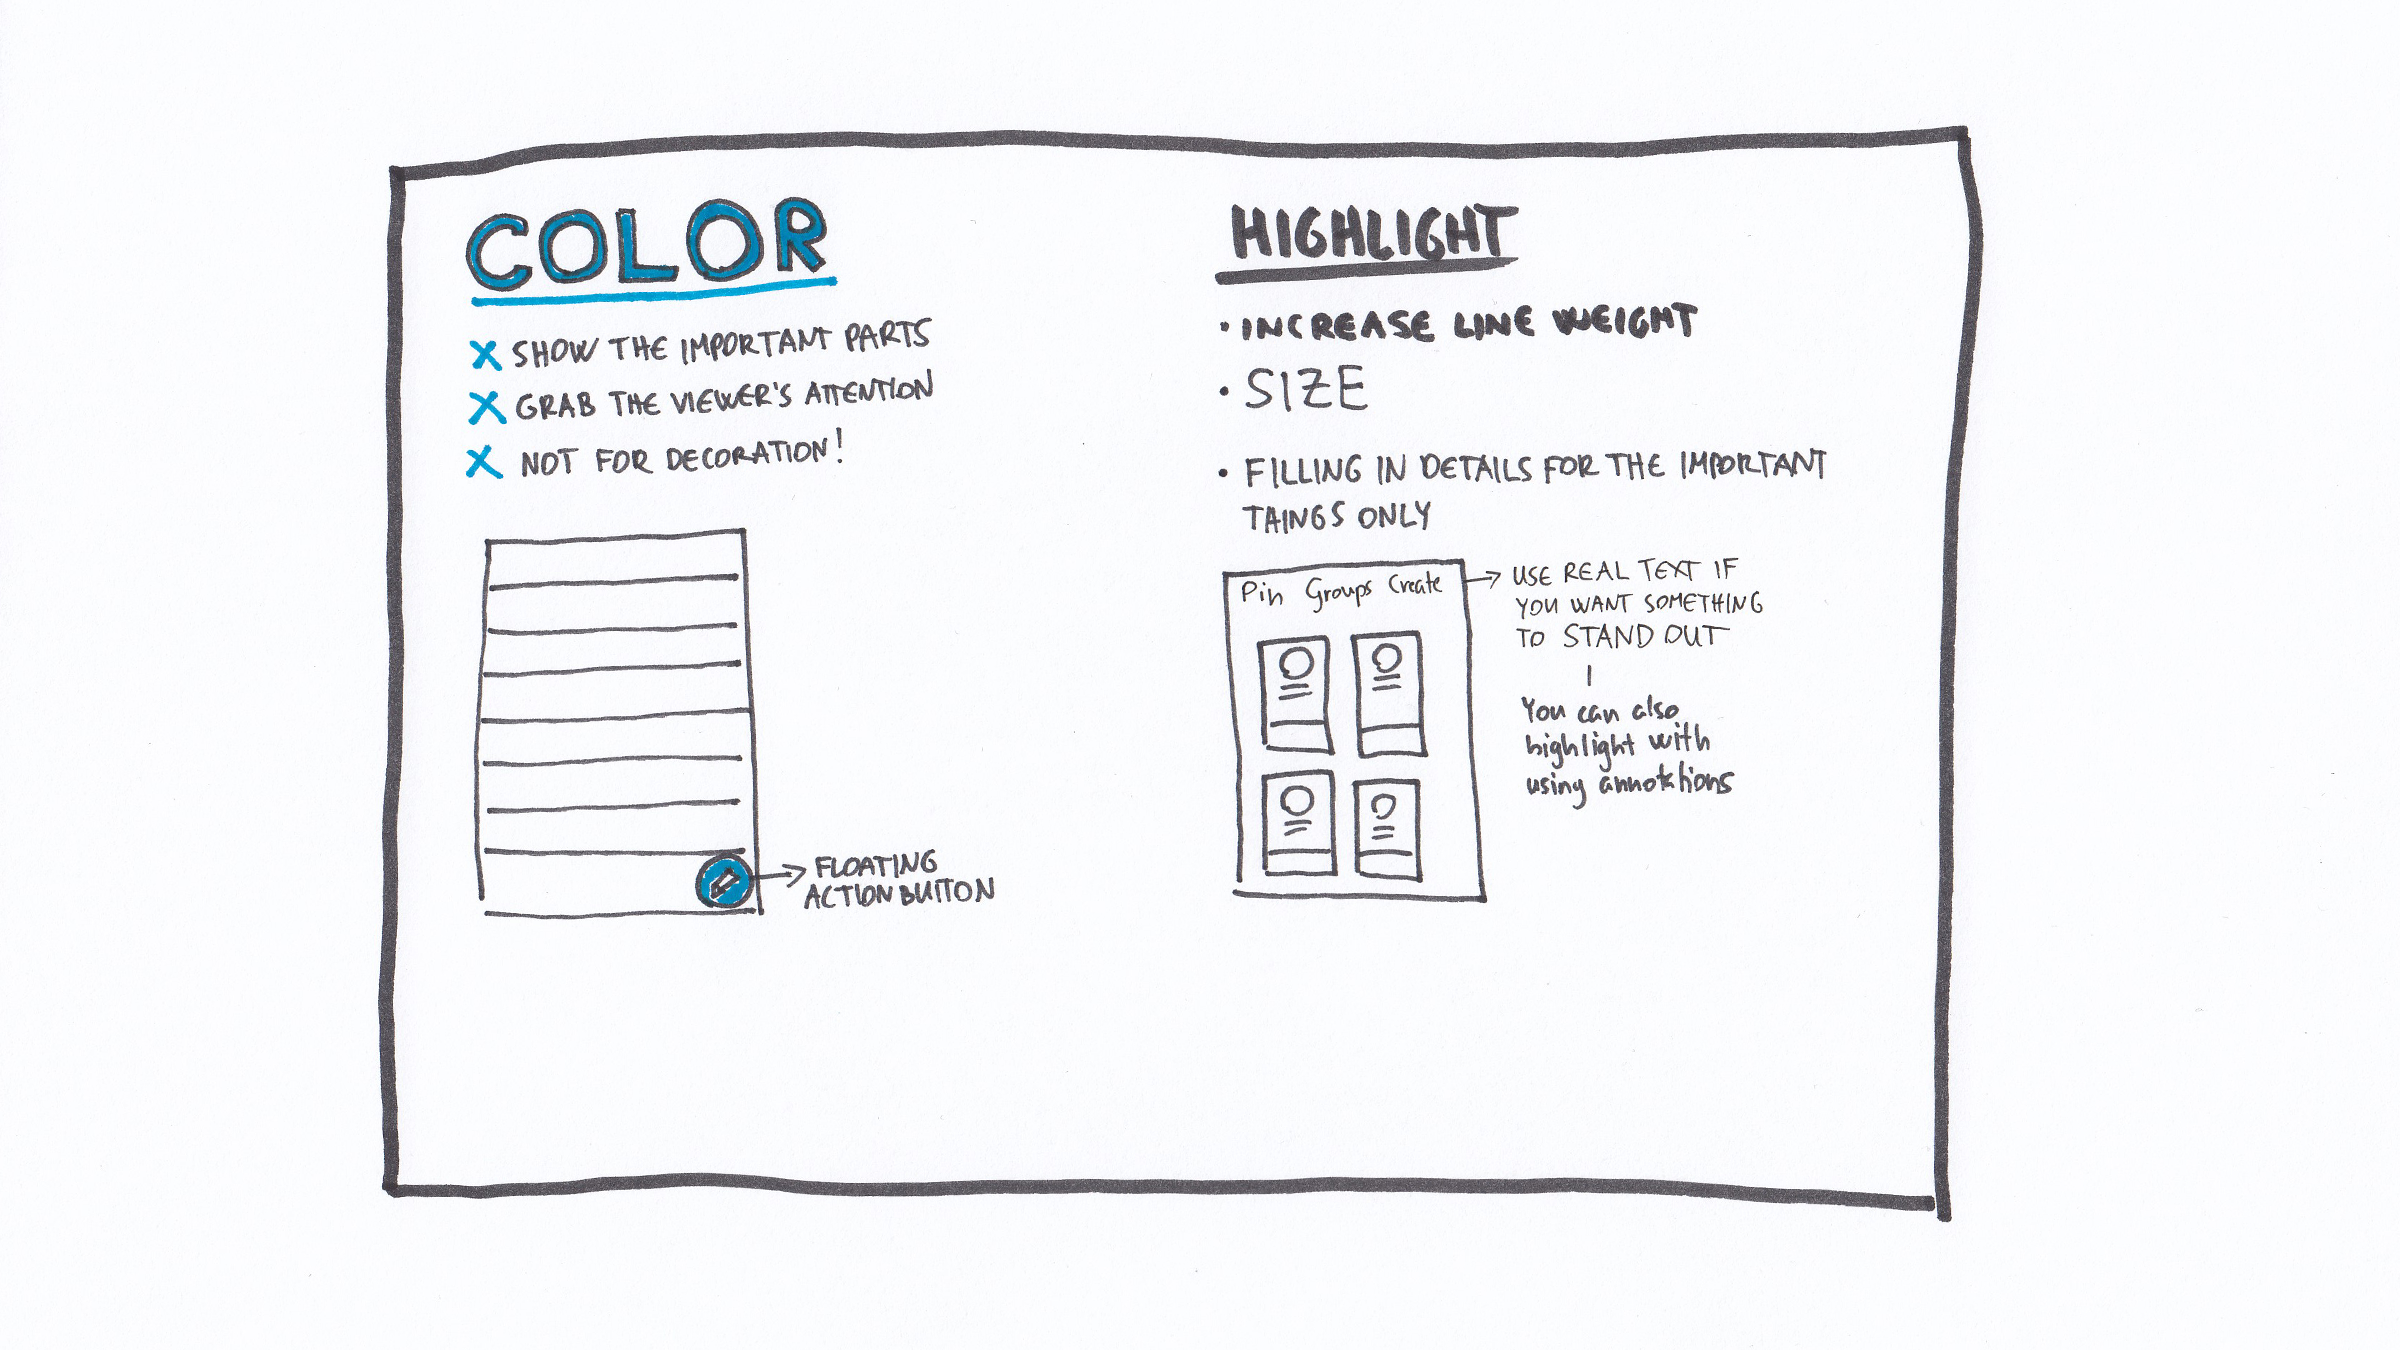 COLOR
X SHOW THE IMPORTANT PARTS
X GRAB THE VIEWER'S ATTENTION
X NOT FOR DECORATION!
FLOATING
ACTION BUTTON
HIGHLIGHT
• INCREASE LINE WEIGHT
• SIZE
• FILLING IN DETAILS FOR THE IMPORTANT
TAINGS ONLY
Pin Groups Create
USE REAL TEXT IF
YOU WANT SOMETHING
TO STAND OUT
You can also
highlight with
using annotations